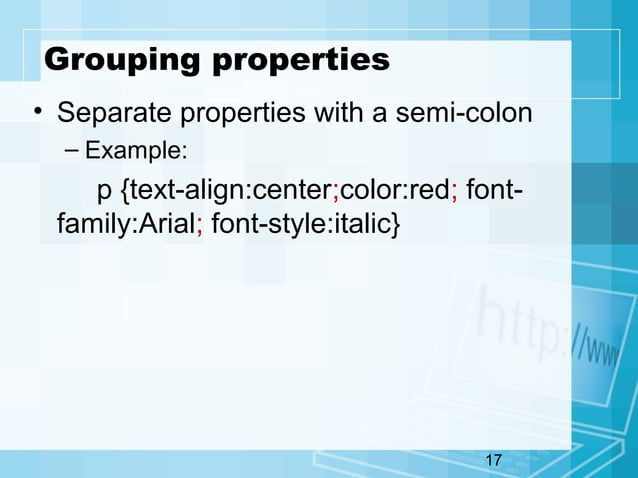 Grouping properties
• Separate properties with a semi-colon
– Example:
p {text-align:center;color:red; font-
family:Arial; font-style:italic}
http://www
17